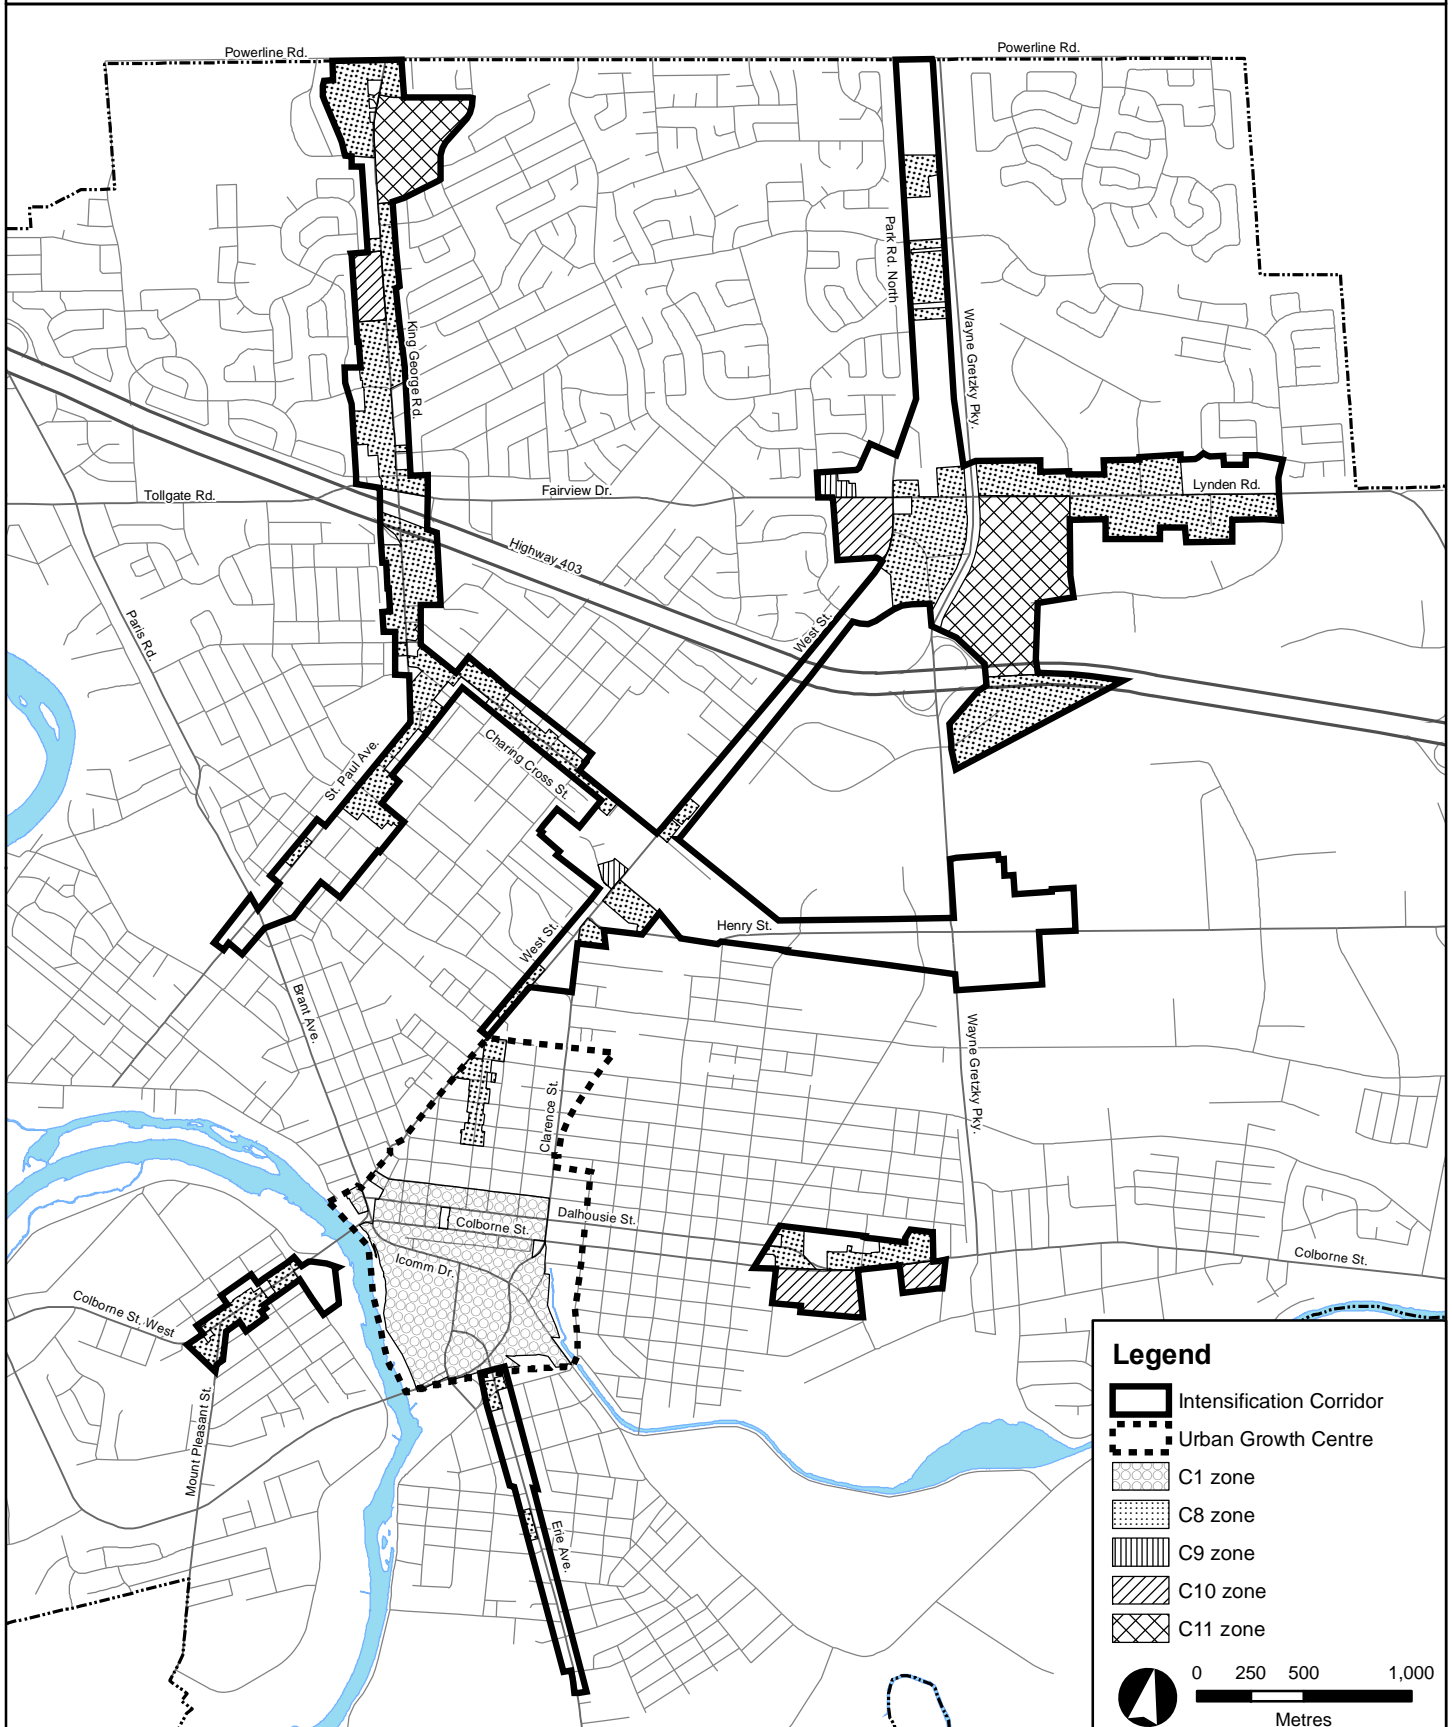 Powerline Rd.
Powerline Rd.
Park Rd. North
King George Rd.
Wayne Gretzky Pky.
Tollgate Rd.
Fairview Dr.
Lynden Rd.
Highway 403
Paris Rd.
West St.
St. Paul Ave.
Charing Cross St.
Henry St.
West St.
Brant Ave.
Wayne Gretzky Pky.
Clarence St.
Dalhousie St.
Colborne St.
Icomm Dr.
Colborne St.
Colborne St. West
Mount Pleasant St.
Erie Ave.
Legend
Intensification Corridor
Urban Growth Centre
C1 zone
C8 zone
C9 zone
C10 zone
C11 zone
0 250 500 1,000
Metres